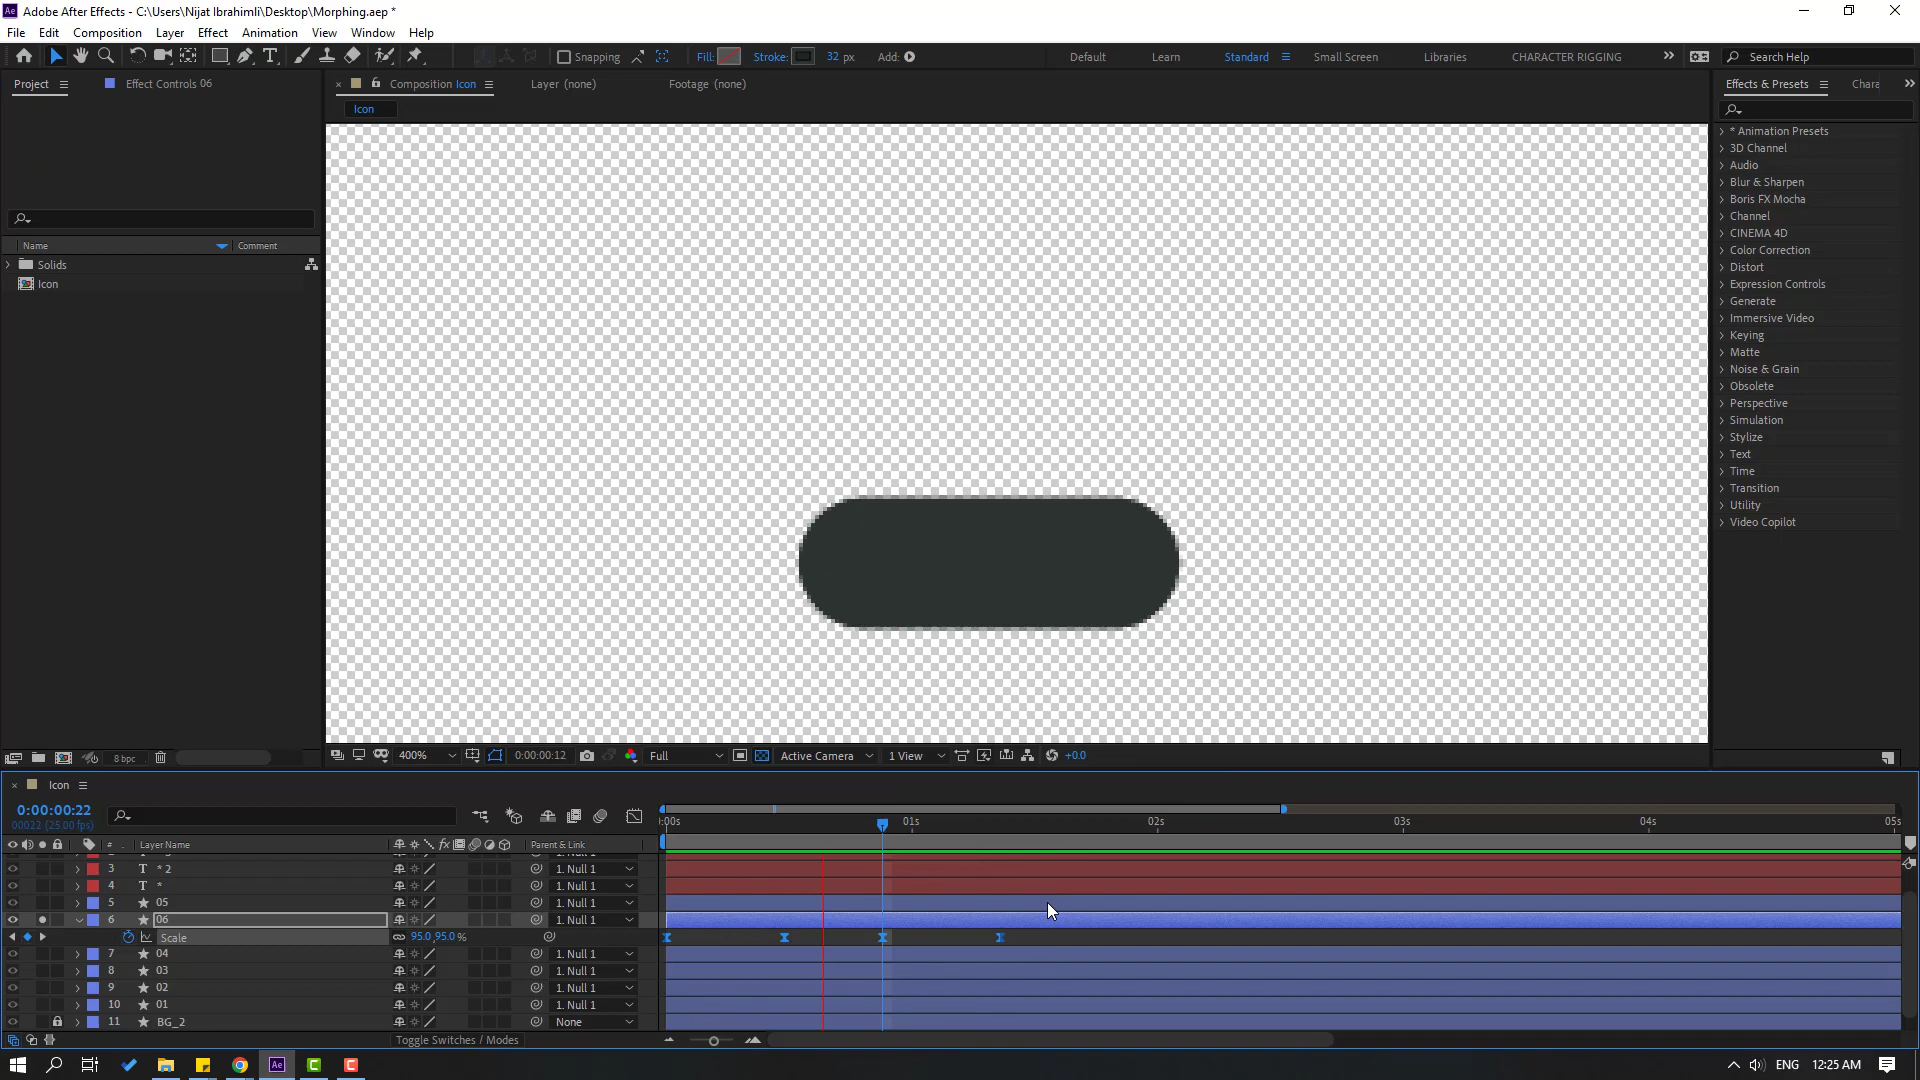 Adobe After Effects - C:\Users\Nijat Ibrahimli\Desktop\Morphing.aep *
File Edit Composition Layer Effect Animation View Window Help
Snapping Fill: Stroke: 32 px Add: Default Learn Standard Small Screen Libraries CHARACTER RIGGING Search Help
Project Effect Controls 06 Composition Icon Layer (none) Footage (none) Effects & Presets Chara
Icon
Name Comment
Solids
Icon
* Animation Presets
3D Channel
Audio
Blur & Sharpen
Boris FX Mocha
Channel
CINEMA 4D
Color Correction
Distort
Expression Controls
Generate
Immersive Video
Keying
Matte
Noise & Grain
Obsolete
Perspective
Simulation
Stylize
Text
Time
Transition
Utility
Video Copilot
8 bpc 400% 0:00:00:12 Full Active Camera 1 View +0.0
Icon
0:00:00:22
00022 (25.00 fps)
:00s 01s 02s 03s 04s 05s
# Layer Name Parent & Link
3 T * 2 1. Null 1
4 T * 1. Null 1
5 05 1. Null 1
6 06 1. Null 1
Scale 95.0,95.0 %
7 04 1. Null 1
8 03 1. Null 1
9 02 1. Null 1
10 01 1. Null 1
11 BG_2 None
Toggle Switches / Modes
ENG 12:25 AM